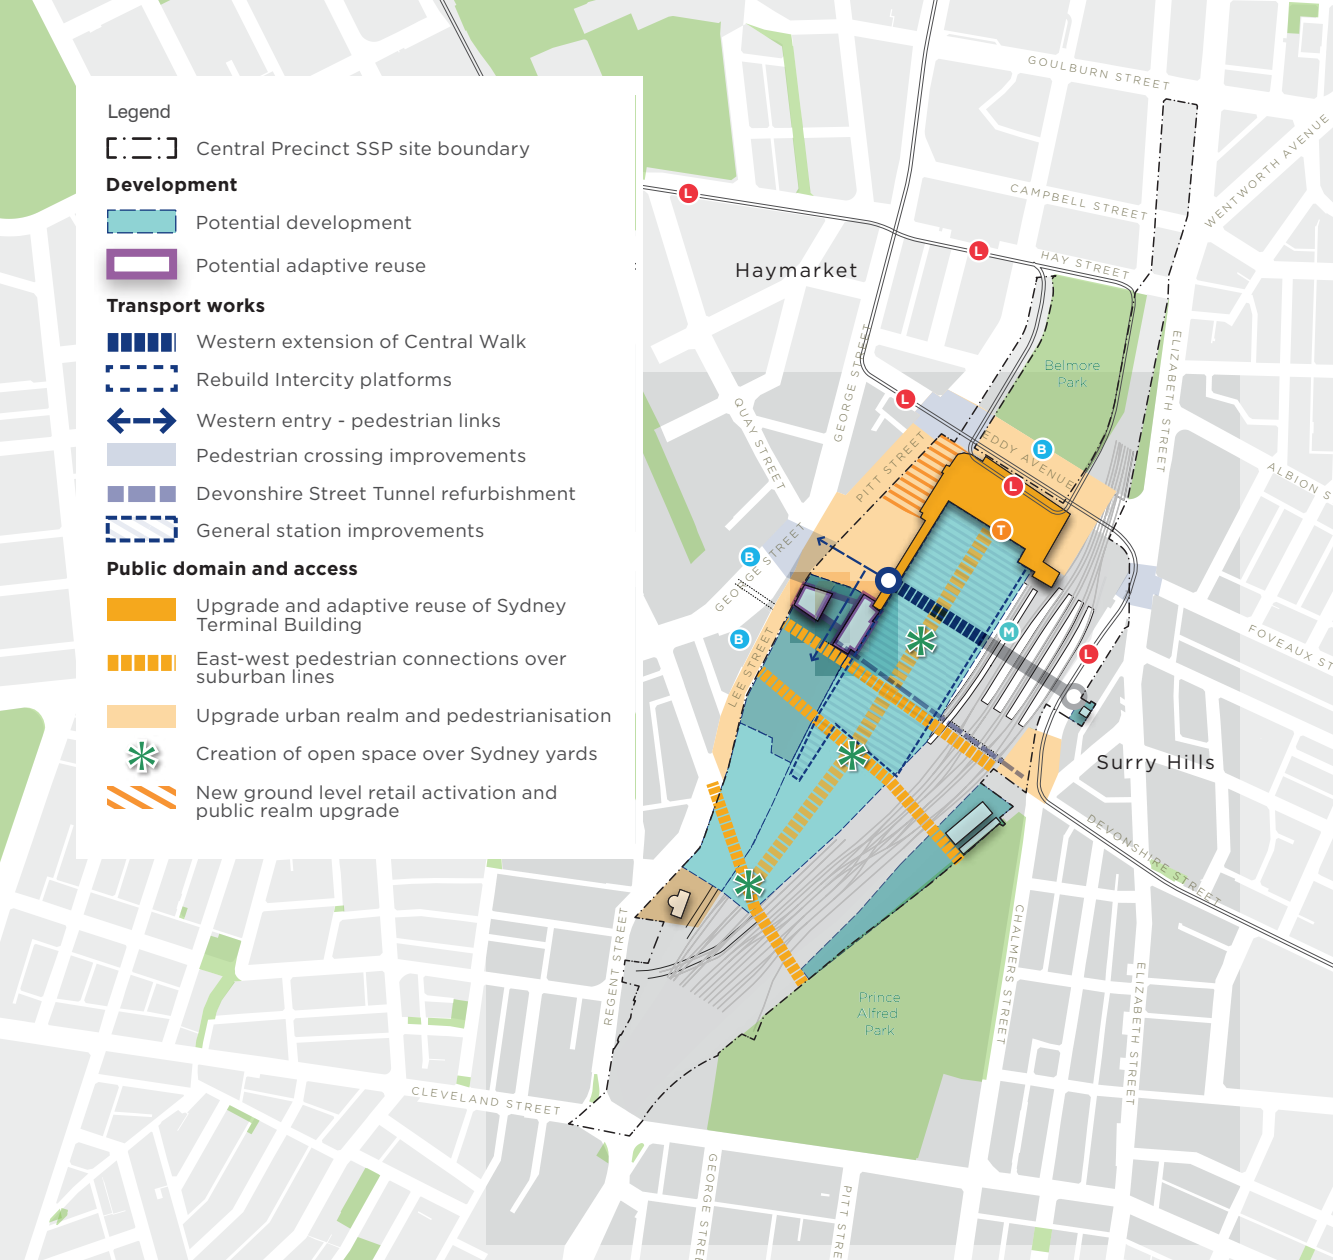 Legend
Central Precinct SSP site boundary
Development
Potential development
Potential adaptive reuse
Transport works
Western extension of Central Walk
Rebuild Intercity platforms
Western entry - pedestrian links
Pedestrian crossing improvements
Devonshire Street Tunnel refurbishment
General station improvements
Public domain and access
Upgrade and adaptive reuse of Sydney
Terminal Building
East-west pedestrian connections over
suburban lines
Upgrade urban realm and pedestrianisation
Creation of open space over Sydney yards
New ground level retail activation and
public realm upgrade
GOULBURN STREET
WENTWORTH AVENUE
CAMPBELL STREET
L
L
HAY STREET
Haymarket
GEORGE STREET
ELIZABETH STREET
Belmore
Park
QUAY STREET
L
PITT STREET
EDDY AVENUE
B
L
ALBION S
T
GEORGE STREET
B
GEORGE STREET
B
LEE STREET
M
L
FOVEAUX ST
Surry Hills
DEVONSHIRE STREET
REGENT STREET
CHALMERS STREET
ELIZABETH STREET
Prince
Alfred
Park
CLEVELAND STREET
GEORGE STR
PITT STRE